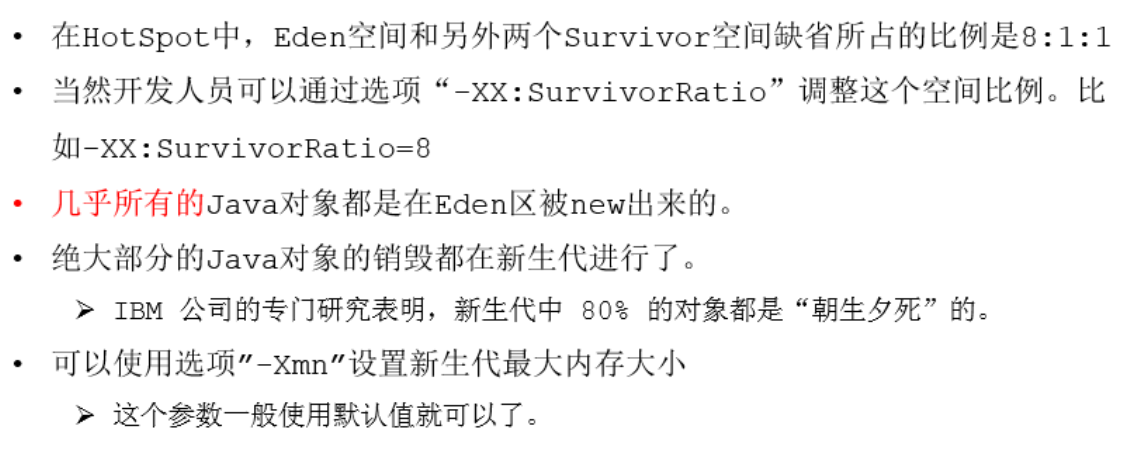 • 在HotSpot中，Eden空间和另外两个Survivor空间缺省所占的比例是8:1:1
• 当然开发人员可以通过选项“-XX:SurvivorRatio”调整这个空间比例。比
如-XX:SurvivorRatio=8
• 几乎所有的Java对象都是在Eden区被new出来的。
• 绝大部分的Java对象的销毁都在新生代进行了。
➢ IBM 公司的专门研究表明，新生代中 80% 的对象都是“朝生夕死”的。
• 可以使用选项"-Xmn"设置新生代最大内存大小
➢ 这个参数一般使用默认值就可以了。